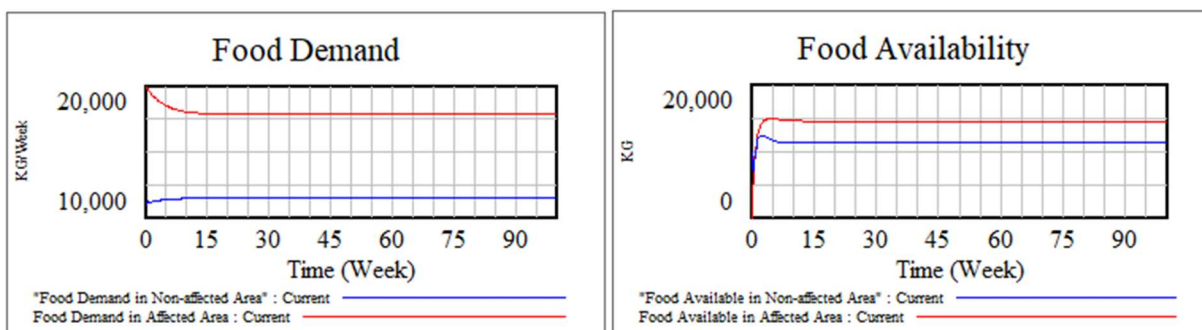 Food Demand
20,000
KG/Week
10,000
0 15 30 45 60 75 90
Time (Week)
"Food Demand in Non-affected Area" : Current
Food Demand in Affected Area : Current
Food Availability
20,000
KG
0
0 15 30 45 60 75 90
Time (Week)
"Food Available in Non-affected Area" : Current
Food Available in Affected Area : Current